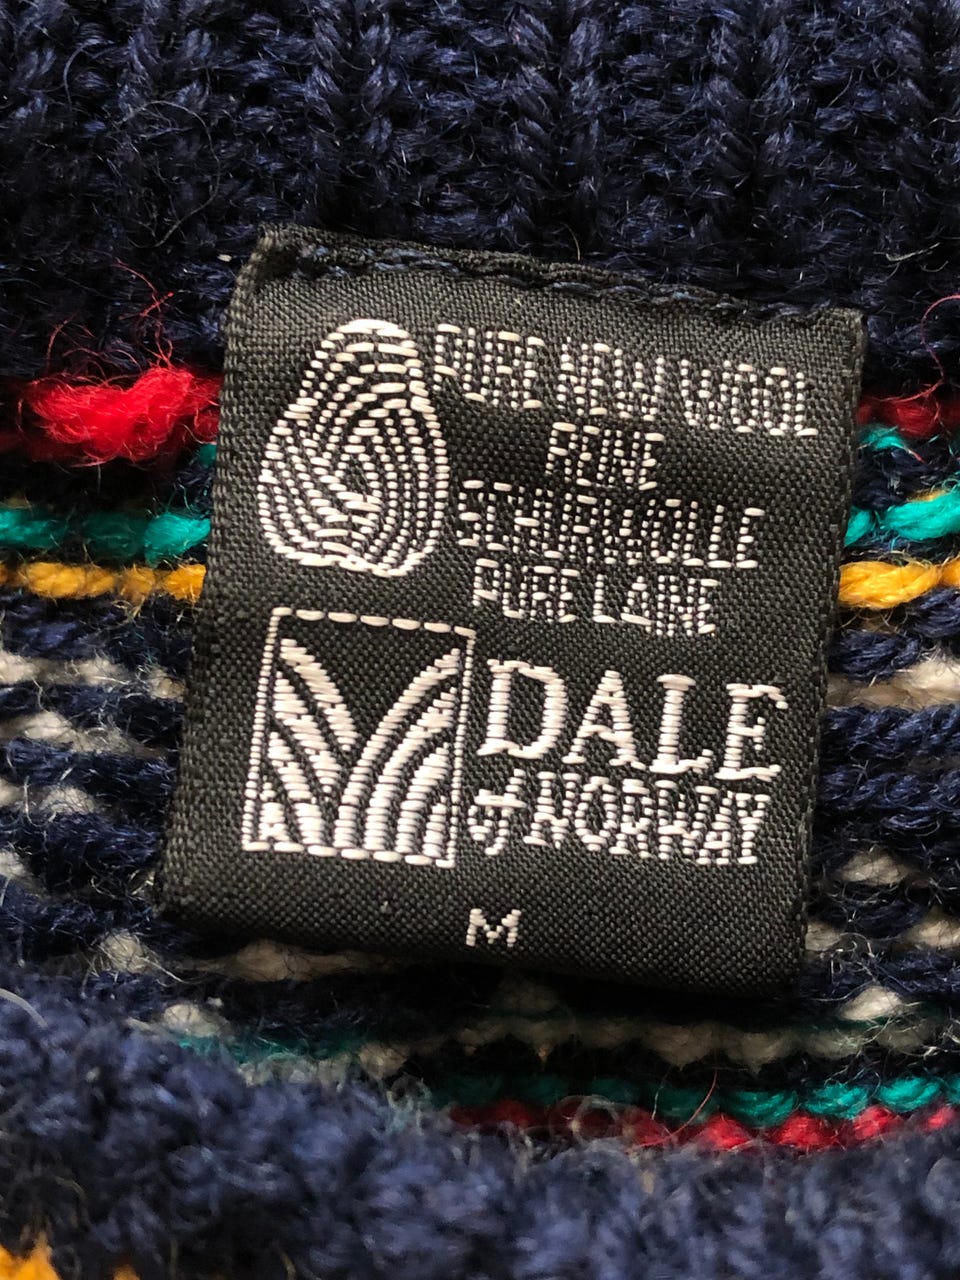 PURE NEW WOOL
REINE
SCHURWOLLE
PURE LAINE
DALE
of NORWAY
M